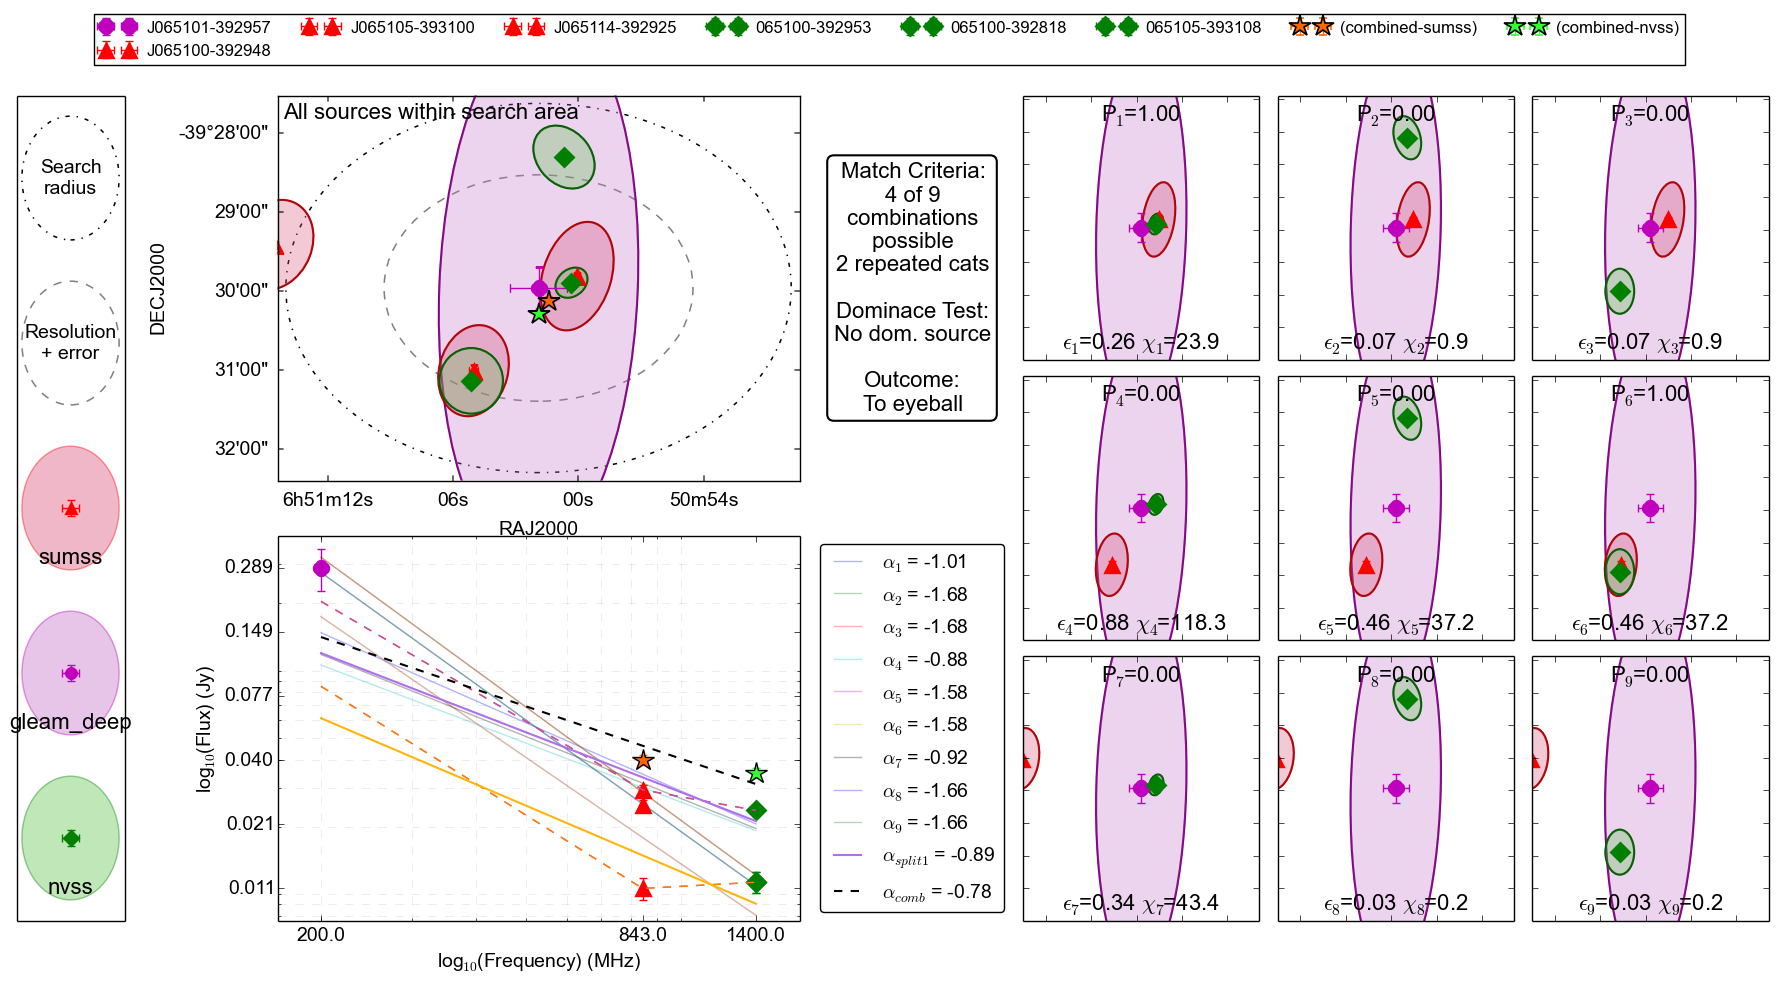 J065101-392957
J065105-393100
J065114-392925
065100-392953
065100-392818
065105-393108
(combined-sumss)
(combined-nvss)
J065100-392948
Search
radius
Resolution
+ error
sumss
gleam_deep
nvss
All sources within search area
-39°28'00"
29'00"
30'00"
31'00"
32'00"
DECJ2000
6h51m12s
06s
00s
50m54s
RAJ2000
Match Criteria:
4 of 9
combinations
possible
2 repeated cats
Dominace Test:
No dom. source
Outcome:
To eyeball
0.289
0.149
0.077
0.040
0.021
0.011
log10(Flux) (Jy)
200.0
843.0
1400.0
log10(Frequency) (MHz)
α1 = -1.01
α2 = -1.68
α3 = -1.68
α4 = -0.88
α5 = -1.58
α6 = -1.58
α7 = -0.92
α8 = -1.66
α9 = -1.66
αsplit1 = -0.89
αcomb = -0.78
P1=1.00
ϵ1=0.26 χ1=23.9
P2=0.00
ϵ2=0.07 χ2=0.9
P3=0.00
ϵ3=0.07 χ3=0.9
P4=0.00
ϵ4=0.88 χ4=118.3
P5=0.00
ϵ5=0.46 χ5=37.2
P6=1.00
ϵ6=0.46 χ6=37.2
P7=0.00
ϵ7=0.34 χ7=43.4
P8=0.00
ϵ8=0.03 χ8=0.2
P9=0.00
ϵ9=0.03 χ9=0.2